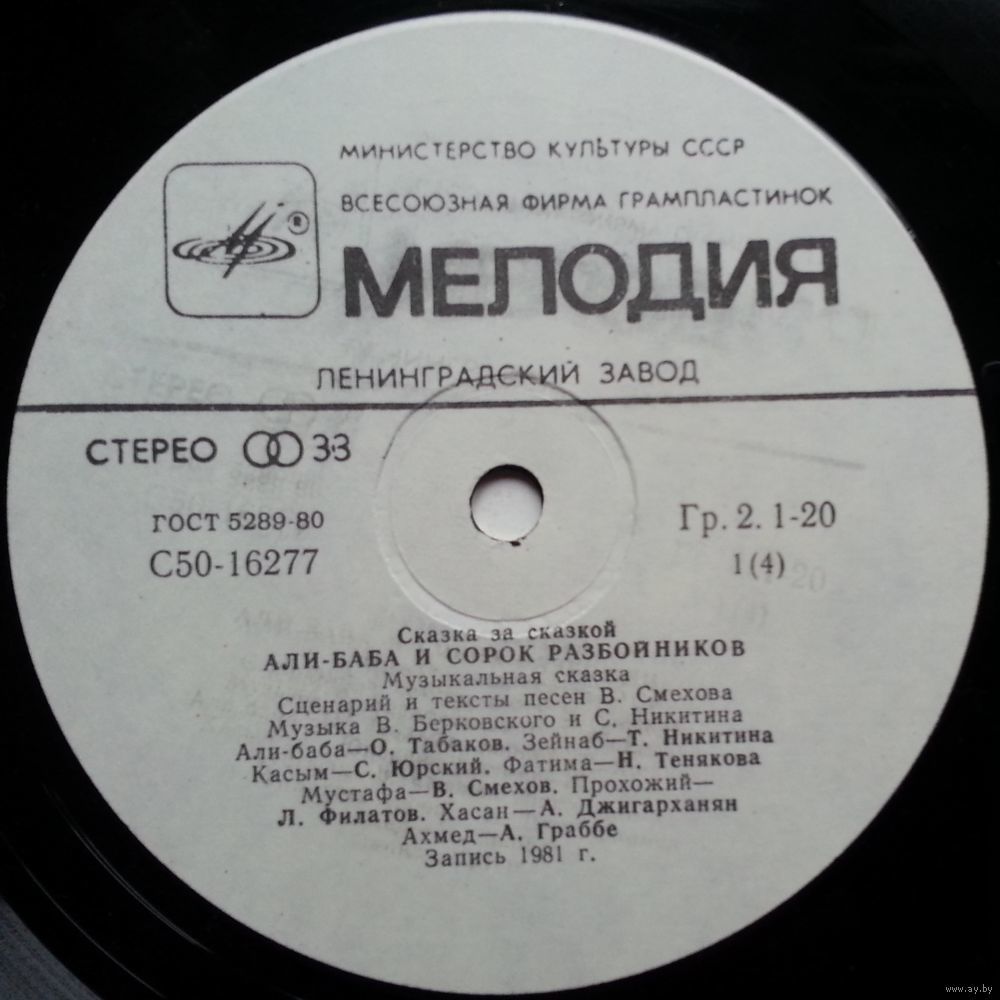 МИНИСТЕРСТВО КУЛЬТУРЫ СССР
ВСЕСОЮЗНАЯ ФИРМА ГРАМПЛАСТИНОК
®
МЕЛОДИЯ
ЛЕНИНГРАДСКИЙ ЗАВОД
СТЕРЕО 33
ГОСТ 5289-80
Гр. 2. 1-20
С50-16277
1(4)
Сказка за сказкой
АЛИ-БАБА И СОРОК РАЗБОЙНИКОВ
Музыкальная сказка
Сценарий и тексты песен В. Смехова
Музыка В. Берковского и С. Никитина
Али-баба—О. Табаков. Зейнаб—Т. Никитина
Касым—С. Юрский. Фатима—Н. Тенякова
Мустафа—В. Смехов. Прохожий—
Л. Филатов. Хасан—А. Джигарханян
Ахмед—А. Граббе
Запись 1981 г.
www.ay.by